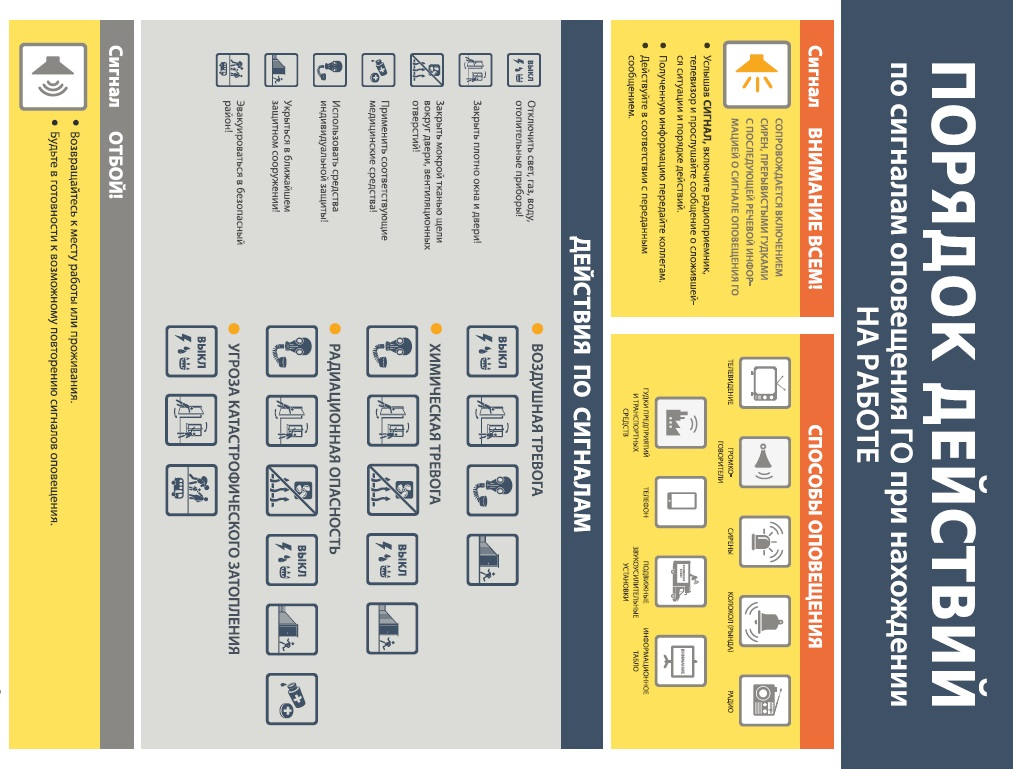 ПОРЯДОК ДЕЙСТВИЙ
по сигналам оповещения ГО при нахождении
НА РАБОТЕ
Сигнал ВНИМАНИЕ ВСЕМ!
СОПРОВОЖДАЕТСЯ ВКЛЮЧЕНИЕМ
СИРЕН, ПРЕРЫВИСТЫМИ ГУДКАМИ
С ПОСЛЕДУЮЩЕЙ РЕЧЕВОЙ ИНФОР-
МАЦИЕЙ О СИГНАЛЕ ОПОВЕЩЕНИЯ ГО
• Услышав СИГНАЛ, включите радиоприемник,
телевизор и прослушайте сообщение о сложившей-
ся ситуации и порядке действий.
• Полученную информацию передайте коллегам.
• Действуйте в соответствии с переданным
сообщением.
СПОСОБЫ ОПОВЕЩЕНИЯ
ТЕЛЕВИДЕНИЕ
ГРОМКО-
ГОВОРИТЕЛИ
СИРЕНЫ
КОЛОКОЛ (РЫНДА)
РАДИО
ГУДКИ ПРЕДПРИЯТИЙ
И ТРАНСПОРТНЫХ
СРЕДСТВ
ТЕЛЕФОН
ПОДВИЖНЫЕ
ЗВУКОУСИЛИТЕЛЬНЫЕ
УСТАНОВКИ
ВНИМАНИЕ
ИНФОРМАЦИОННОЕ
ТАБЛО
ДЕЙСТВИЯ ПО СИГНАЛАМ
ВЫКЛ
Отключить свет, газ, воду,
отопительные приборы!
Закрыть плотно окна и двери!
Закрыть мокрой тканью щели
вокруг двери, вентиляционных
отверстий!
Применить соответствующие
медицинские средства!
Использовать средства
индивидуальной защиты!
Укрыться в ближайшем
защитном сооружении!
Эвакуироваться в безопасный
район!
• ВОЗДУШНАЯ ТРЕВОГА
ВЫКЛ
• ХИМИЧЕСКАЯ ТРЕВОГА
ВЫКЛ
• РАДИАЦИОННАЯ ОПАСНОСТЬ
ВЫКЛ
• УГРОЗА КАТАСТРОФИЧЕСКОГО ЗАТОПЛЕНИЯ
ВЫКЛ
Сигнал ОТБОЙ!
• Возвращайтесь к месту работы или проживания.
• Будьте в готовности к возможному повторению сигналов оповещения.